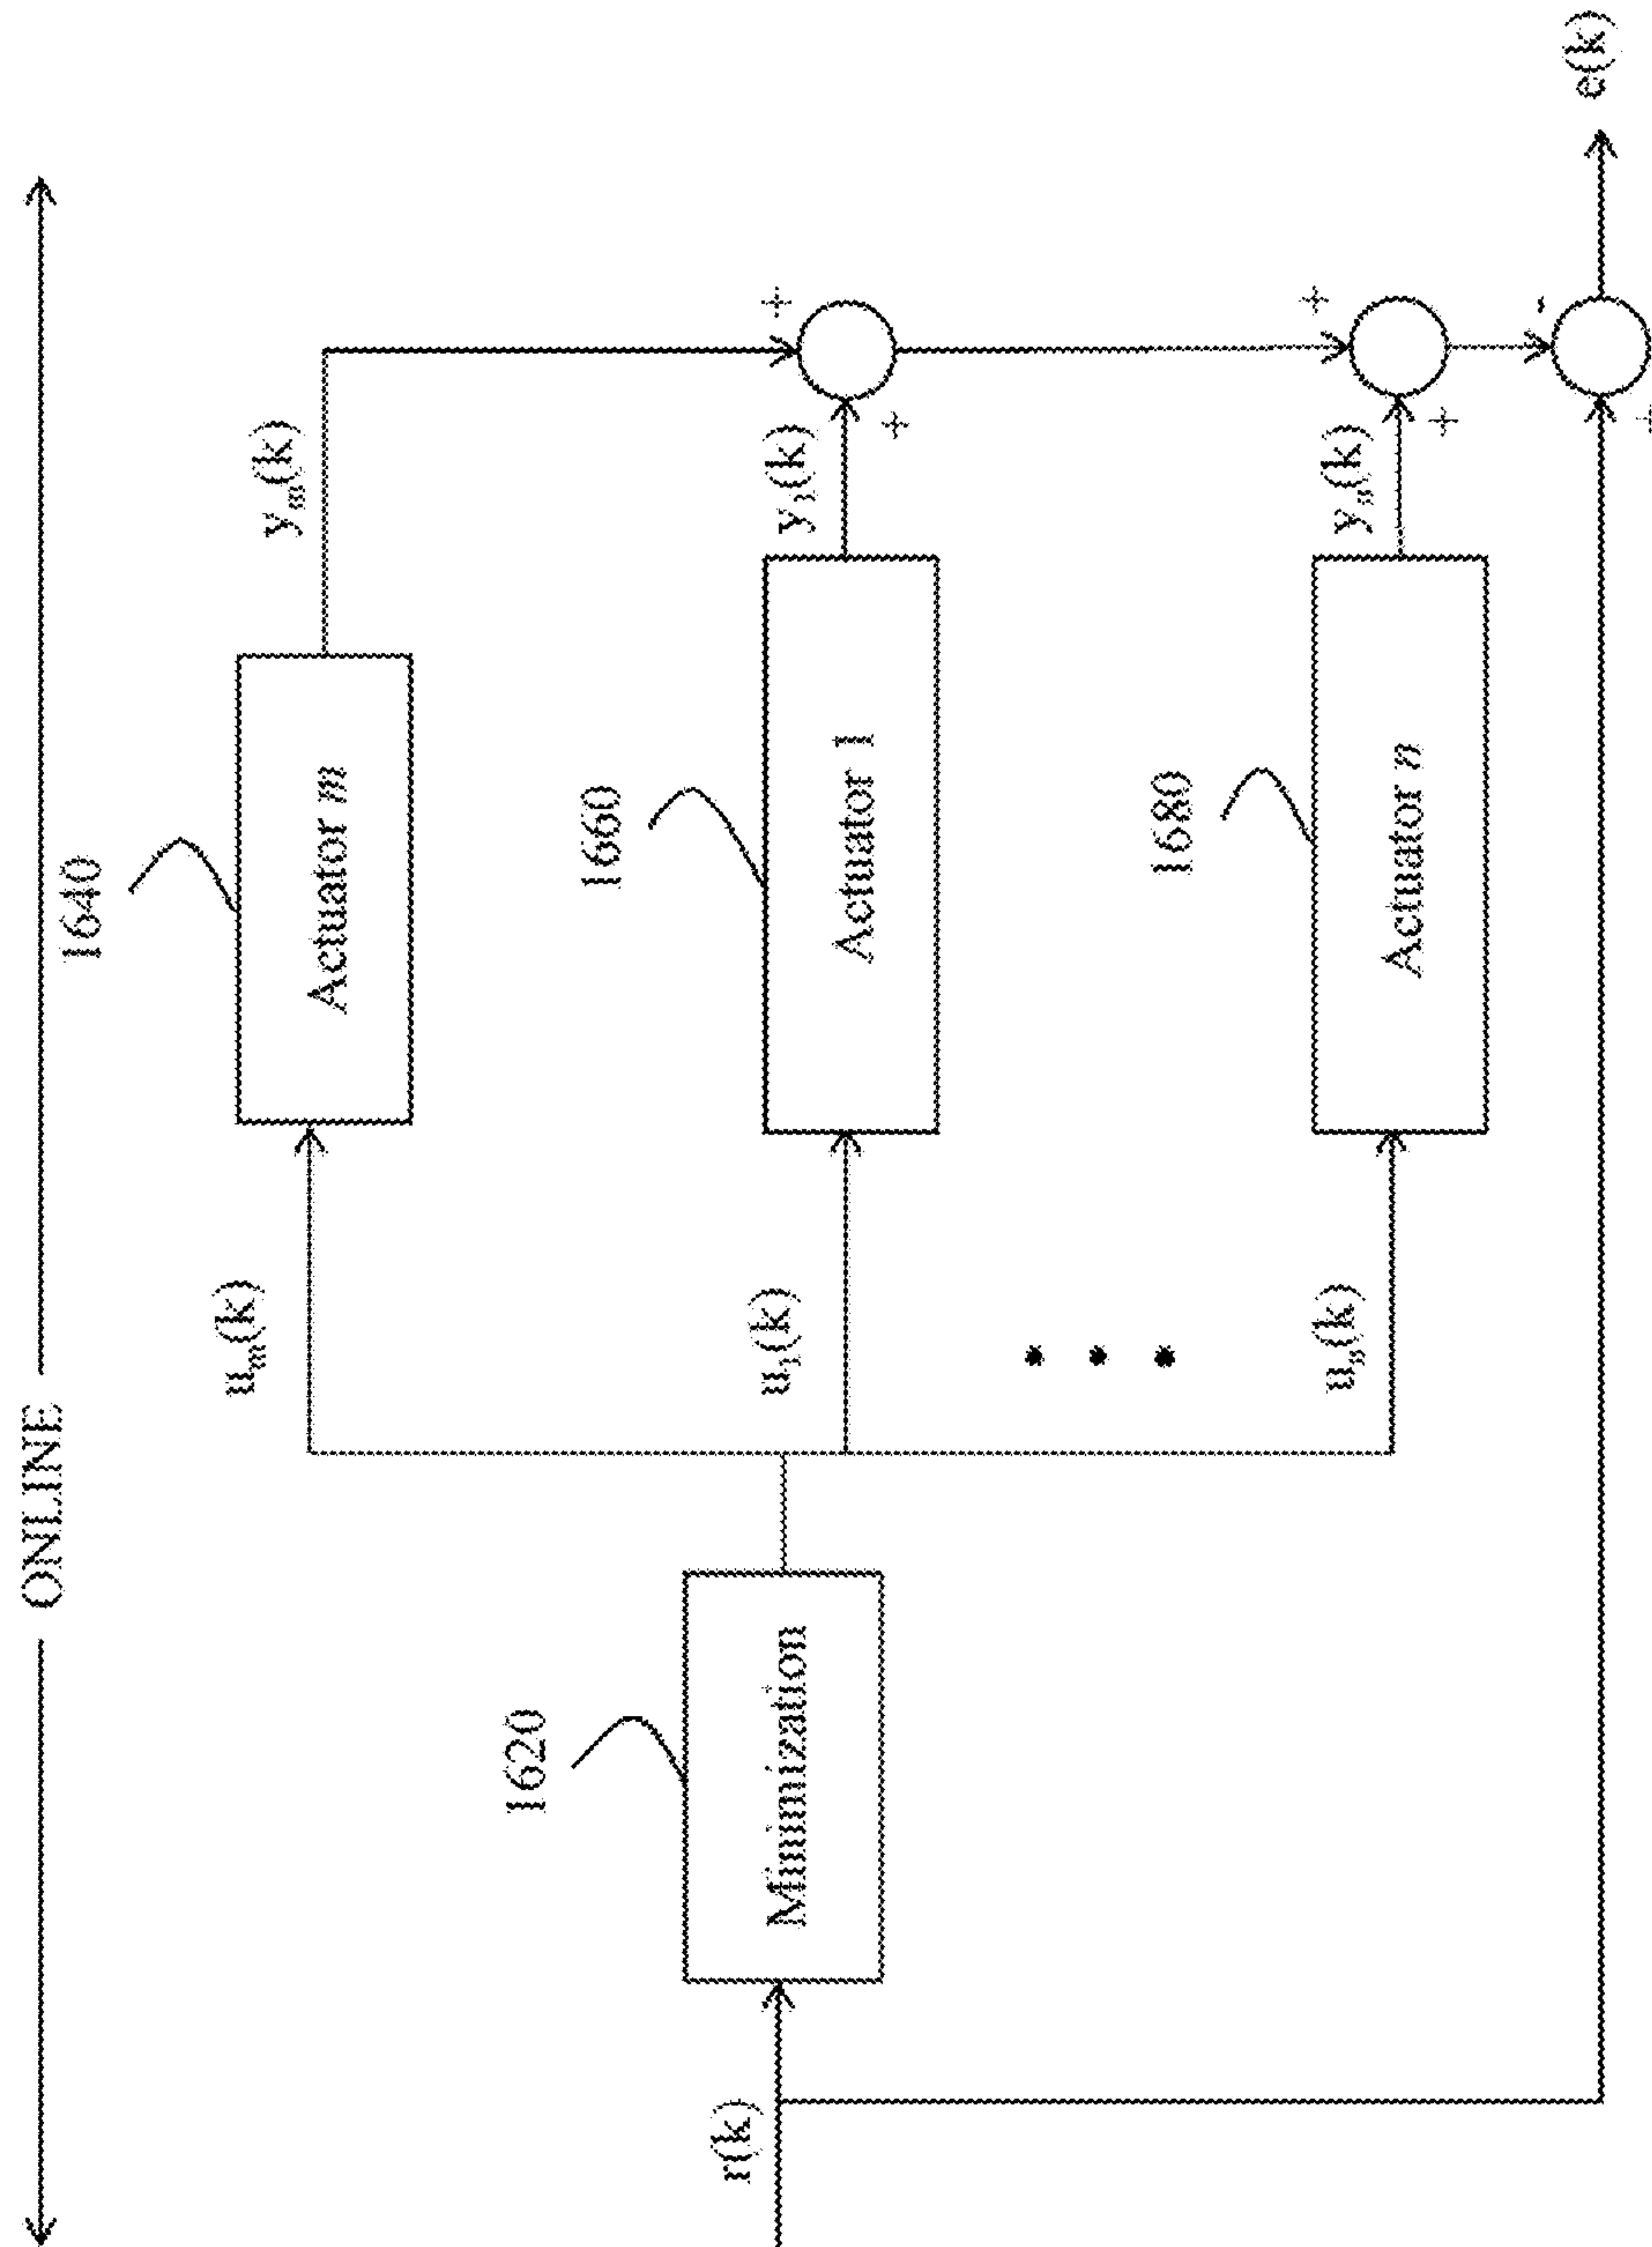 ONLINE
1640
u_m(k)
Actuator m
y_m(k)
+
1620
1660
r(k)
Minimization
u_1(k)
Actuator 1
y_1(k)
+
• • •
1680
u_n(k)
Actuator n
y_n(k)
+
+
-
+
e(k)